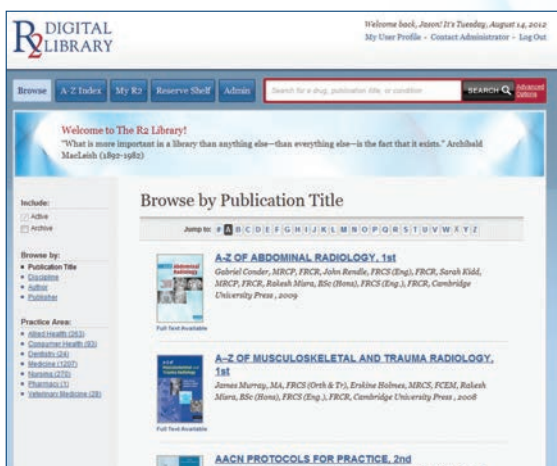 R2 DIGITAL LIBRARY
Welcome back, Jason! It's Tuesday, August 14, 2012
My User Profile - Contact Administrator - Log Out
Browse
A-Z Index
My R2
Reserve Shelf
Admin
Search for a drug, publication title, or condition
SEARCH
Advanced Options
Welcome to The R2 Library!
"What is more important in a library than anything else—than everything else—is the fact that it exists." Archibald
MacLeish (1892-1982)
Include:
Active
Archive
Browse by:
Publication Title
Discipline
Author
Publisher
Practice Area:
Allied Health (263)
Consumer Health (93)
Dentistry (24)
Medicine (1207)
Nursing (270)
Pharmacy (1)
Veterinary Medicine (28)
Browse by Publication Title
Jump to: # A B C D E F G H I J K L M N O P Q R S T U V W X Y Z
A-Z OF ABDOMINAL RADIOLOGY, 1st
Gabriel Conder, MRCP, FRCR, John Rendle, FRCS (Eng), FRCR, Sarah Kidd,
MRCP, FRCR, Rakesh Misra, BSc (Hons), FRCS (Eng.), FRCR, Cambridge
University Press , 2009
Abdominal
Radiology
Full Text Available
A–Z OF MUSCULOSKELETAL AND TRAUMA RADIOLOGY,
1st
James Murray, MA, FRCS (Orth & Tr), Erskine Holmes, MRCS, FCEM, Rakesh
Misra, BSc (Hons), FRCS (Eng.), FRCR, Cambridge University Press , 2008
Full Text Available
AACN PROTOCOLS FOR PRACTICE, 2nd